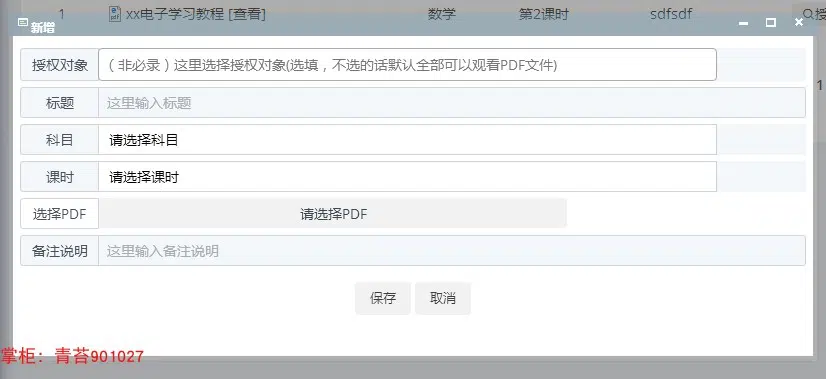 1 xx电子学习教程 [查看] 数学 第2课时 sdfsdf
新增
授权对象 (非必录)这里选择授权对象(选填，不选的话默认全部可以观看PDF文件)
标题 这里输入标题
科目 请选择科目
1
课时 请选择课时
选择PDF 请选择PDF
备注说明 这里输入备注说明
保存 取消
掌柜：青苔901027